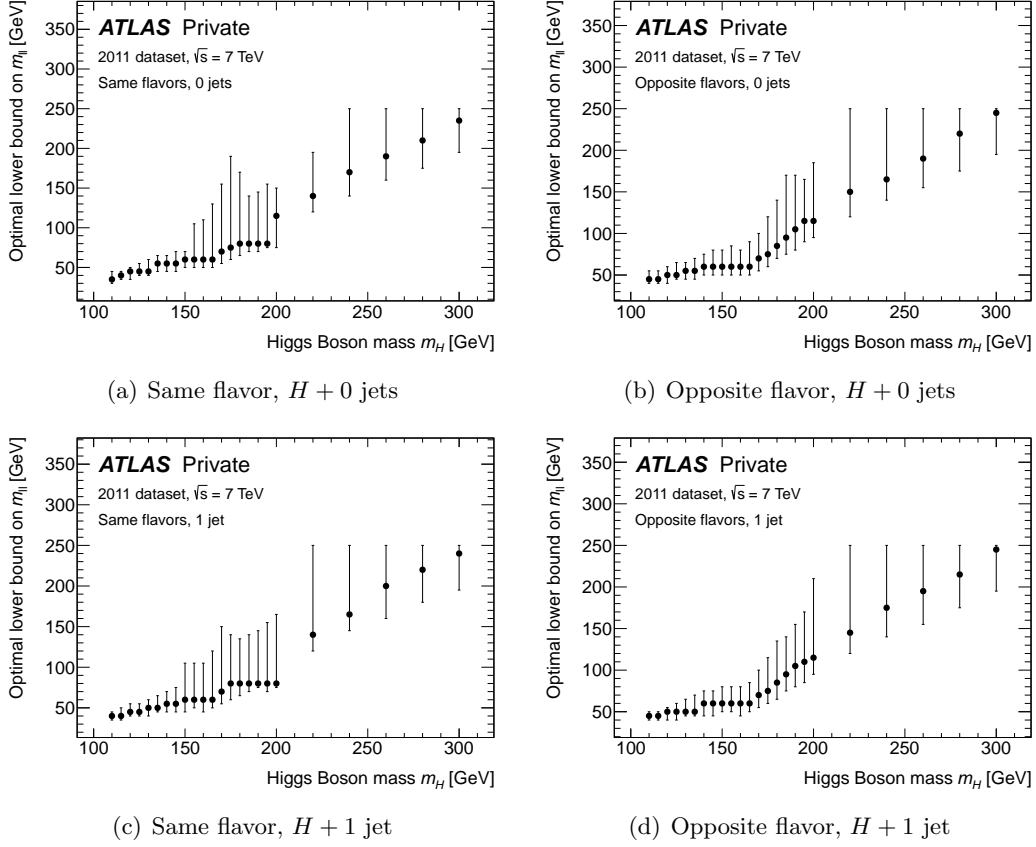 Optimal lower bound on m_ll [GeV]
350
300
250
200
150
100
50
ATLAS Private
2011 dataset, √s = 7 TeV
Same flavors, 0 jets
100 150 200 250 300
Higgs Boson mass m_H [GeV]
(a) Same flavor, H + 0 jets
Optimal lower bound on m_ll [GeV]
350
300
250
200
150
100
50
ATLAS Private
2011 dataset, √s = 7 TeV
Opposite flavors, 0 jets
100 150 200 250 300
Higgs Boson mass m_H [GeV]
(b) Opposite flavor, H + 0 jets
Optimal lower bound on m_ll [GeV]
350
300
250
200
150
100
50
ATLAS Private
2011 dataset, √s = 7 TeV
Same flavors, 1 jet
100 150 200 250 300
Higgs Boson mass m_H [GeV]
(c) Same flavor, H + 1 jet
Optimal lower bound on m_ll [GeV]
350
300
250
200
150
100
50
ATLAS Private
2011 dataset, √s = 7 TeV
Opposite flavors, 1 jet
100 150 200 250 300
Higgs Boson mass m_H [GeV]
(d) Opposite flavor, H + 1 jet